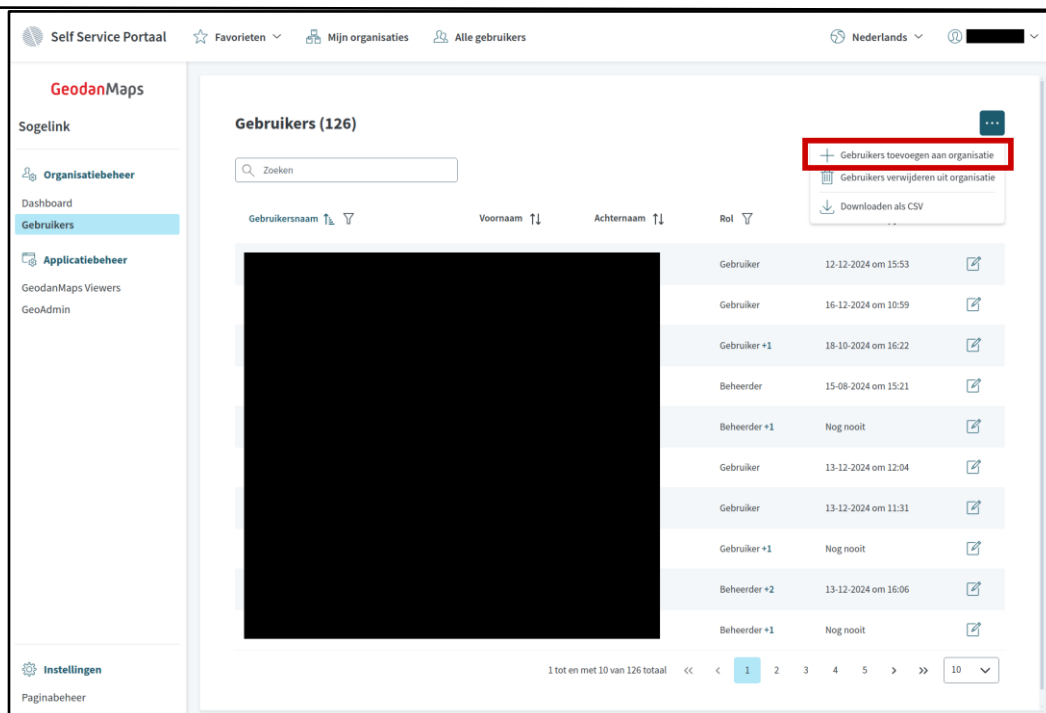 Self Service Portaal Favorieten Mijn organisaties Alle gebruikers Nederlands
GeodanMaps
Sogelink
Gebruikers (126)
...
Gebruikers toevoegen aan organisatie
Zoeken
Gebruikers verwijderen uit organisatie
Organisatiebeheer
Downloaden als CSV
Dashboard
Gebruikersnaam Voornaam Achternaam Rol
Gebruikers
Applicatiebeheer
GeodanMaps Viewers
GeoAdmin
Gebruiker 12-12-2024 om 15:53
Gebruiker 16-12-2024 om 10:59
Gebruiker +1 18-10-2024 om 16:22
Beheerder 15-08-2024 om 15:21
Beheerder +1 Nog nooit
Gebruiker 13-12-2024 om 12:04
Gebruiker 13-12-2024 om 11:31
Gebruiker +1 Nog nooit
Beheerder +2 13-12-2024 om 16:06
Beheerder +1 Nog nooit
1 tot en met 10 van 126 totaal << < 1 2 3 4 5 > >> 10
Instellingen
Paginabeheer